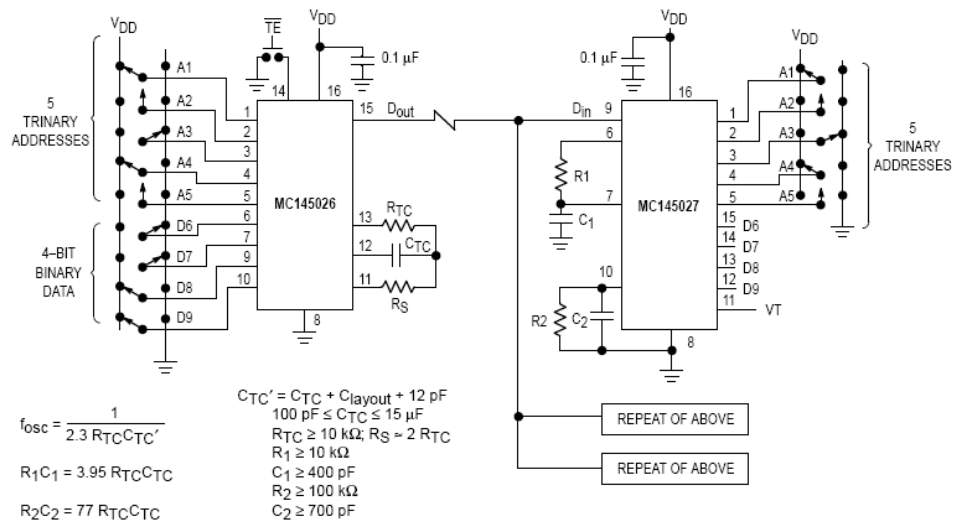 VDD
TE
VDD
0.1 µF
VDD
0.1 µF
VDD
5
TRINARY
ADDRESSES
A1
A2
A3
A4
A5
4–BIT
BINARY
DATA
D6
D7
D8
D9
14
16
15
Dout
1
2
3
4
5
6
7
9
10
MC145026
13
RTC
12
CTC
11
RS
8
Din
9
16
6
R1
7
C1
MC145027
10
R2
C2
8
1
2
3
4
5
15
D6
14
D7
13
D8
12
D9
11
VT
A1
A2
A3
A4
A5
5
TRINARY
ADDRESSES
REPEAT OF ABOVE
REPEAT OF ABOVE
fosc = 1 / 2.3 RTCCTC′
R1C1 = 3.95 RTCCTC
R2C2 = 77 RTCCTC
CTC′ = CTC + Clayout + 12 pF
100 pF ≤ CTC ≤ 15 µF
RTC ≥ 10 kΩ; RS ≈ 2 RTC
R1 ≥ 10 kΩ
C1 ≥ 400 pF
R2 ≥ 100 kΩ
C2 ≥ 700 pF